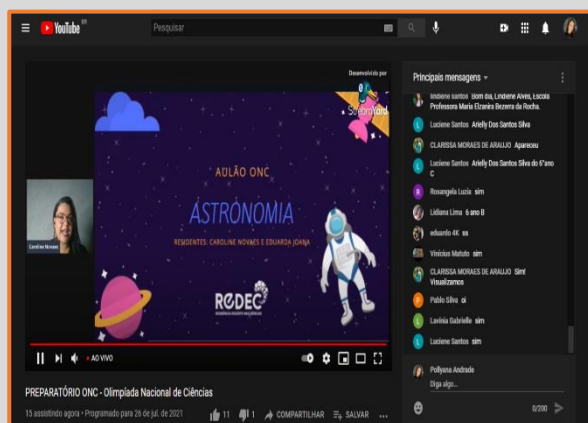 YouTube BR
Pesquisar
Desenvolvido por
StreamYard
AULÃO ONC
ASTRONOMIA
RESIDENTES: CAROLINE NOVAES E EDUARDA JOANA
REDEC
Caroline Novaes
AO VIVO
PREPARATÓRIO ONC - Olimpíada Nacional de Ciências
15 assistindo agora • Programado para 26 de jul. de 2021
11
1
COMPARTILHAR
SALVAR
Principais mensagens
lindiene santos Bom dia, Lindiene Alves, Escola
Professora Maria Elzanira Bezerra da Rocha.
Luciene Santos Arielly Dos Santos Silva
CLARISSA MORAES DE ARAUJO Apareceu
Luciene Santos Arielly Dos Santos Silva do 6°ano
C
Rosangela Luzia sim
Lidiana Lima 6 ano B
eduardo 4K ss
Vinicius Matuto sim
CLARISSA MORAES DE ARAUJO Sim!
Visualizamos
Pablo Silva oi
Lavínia Gabrielle sim
Luciene Santos sim
Pollyana Andrade
Diga algo...
0/200